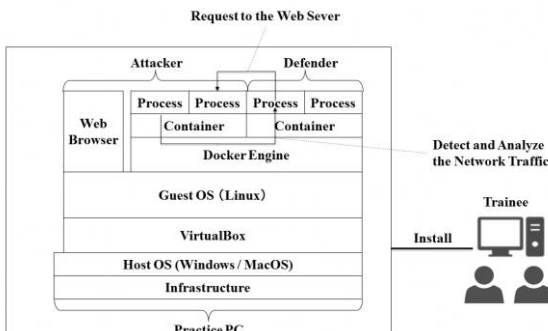 Request to the Web Sever
Attacker
Defender
Web
Browser
Process
Process
Process
Process
Container
Container
Docker Engine
Detect and Analyze
the Network Traffic
Guest OS (Linux)
Trainee
VirtualBox
Install
Host OS (Windows / MacOS)
Infrastructure
Practice PC